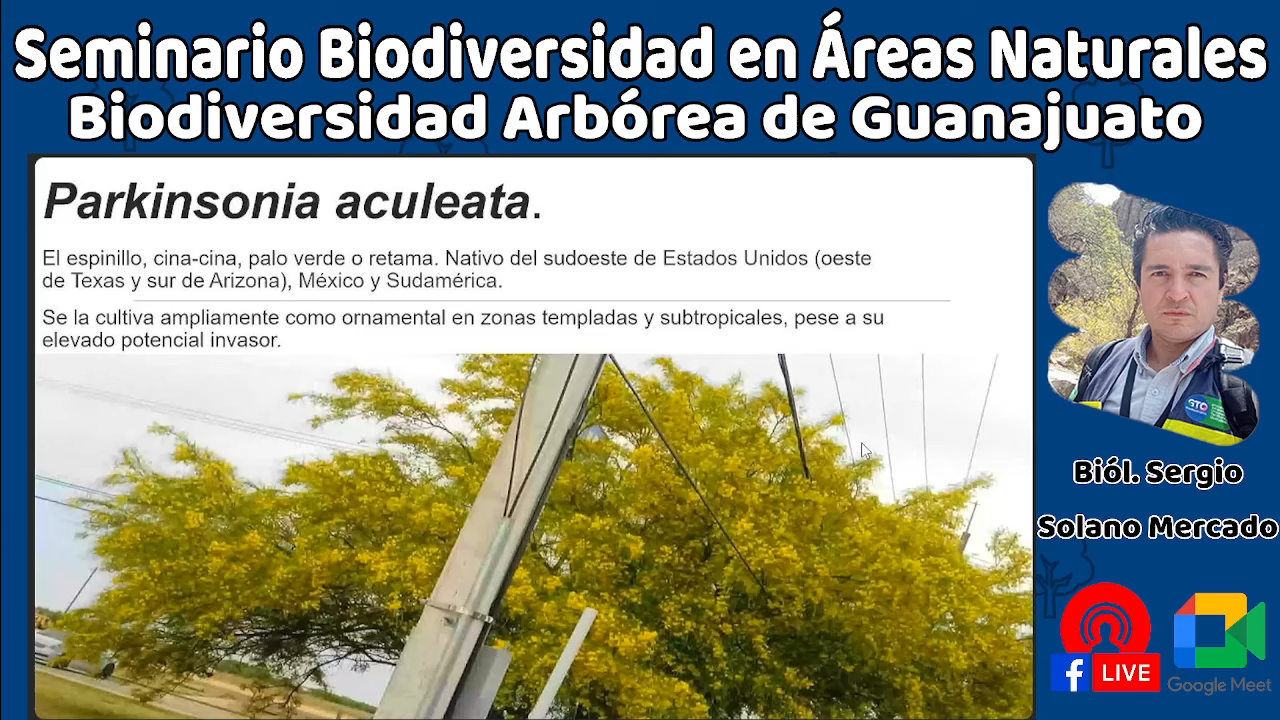 Seminario Biodiversidad en Áreas Naturales
Biodiversidad Arbórea de Guanajuato
Parkinsonia aculeata.
El espinillo, cina-cina, palo verde o retama. Nativo del sudoeste de Estados Unidos (oeste
de Texas y sur de Arizona), México y Sudamérica.
Se la cultiva ampliamente como ornamental en zonas templadas y subtropicales, pese a su
elevado potencial invasor.
GTO
Biól. Sergio
Solano Mercado
f LIVE
Google Meet